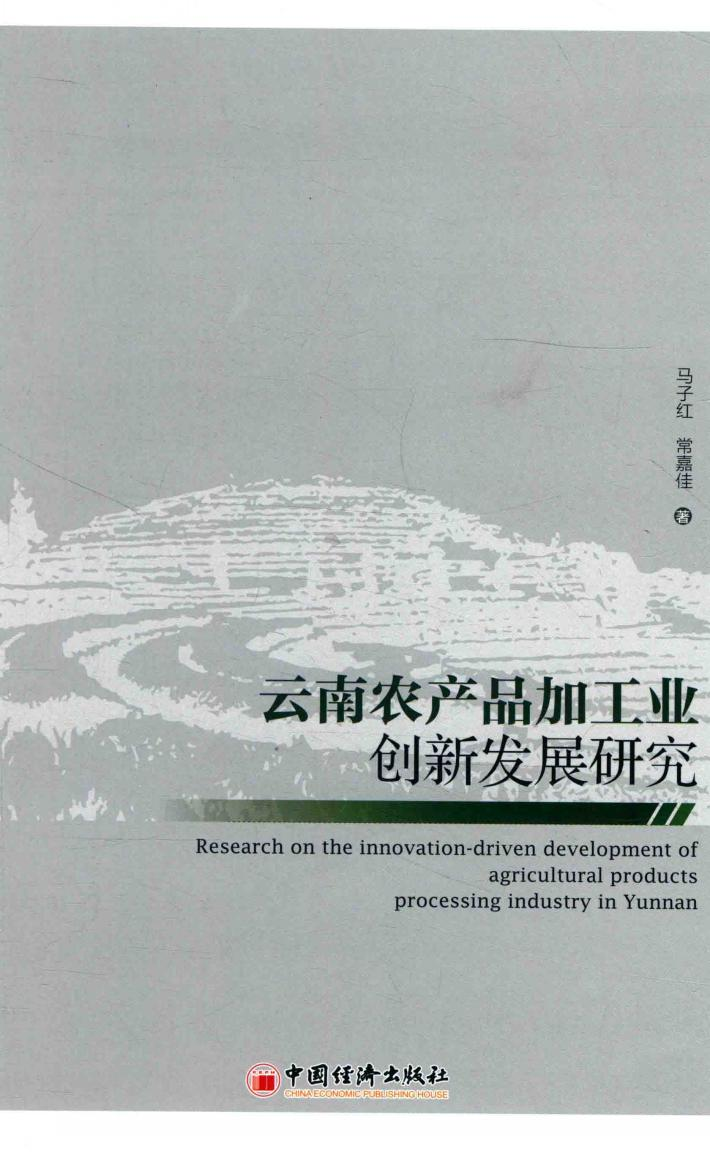 马子红 常嘉佳 著
云南农产品加工业
创新发展研究
Research on the innovation-driven development of
agricultural products
processing industry in Yunnan
中国经济出版社
CHINA ECONOMIC PUBLISHING HOUSE